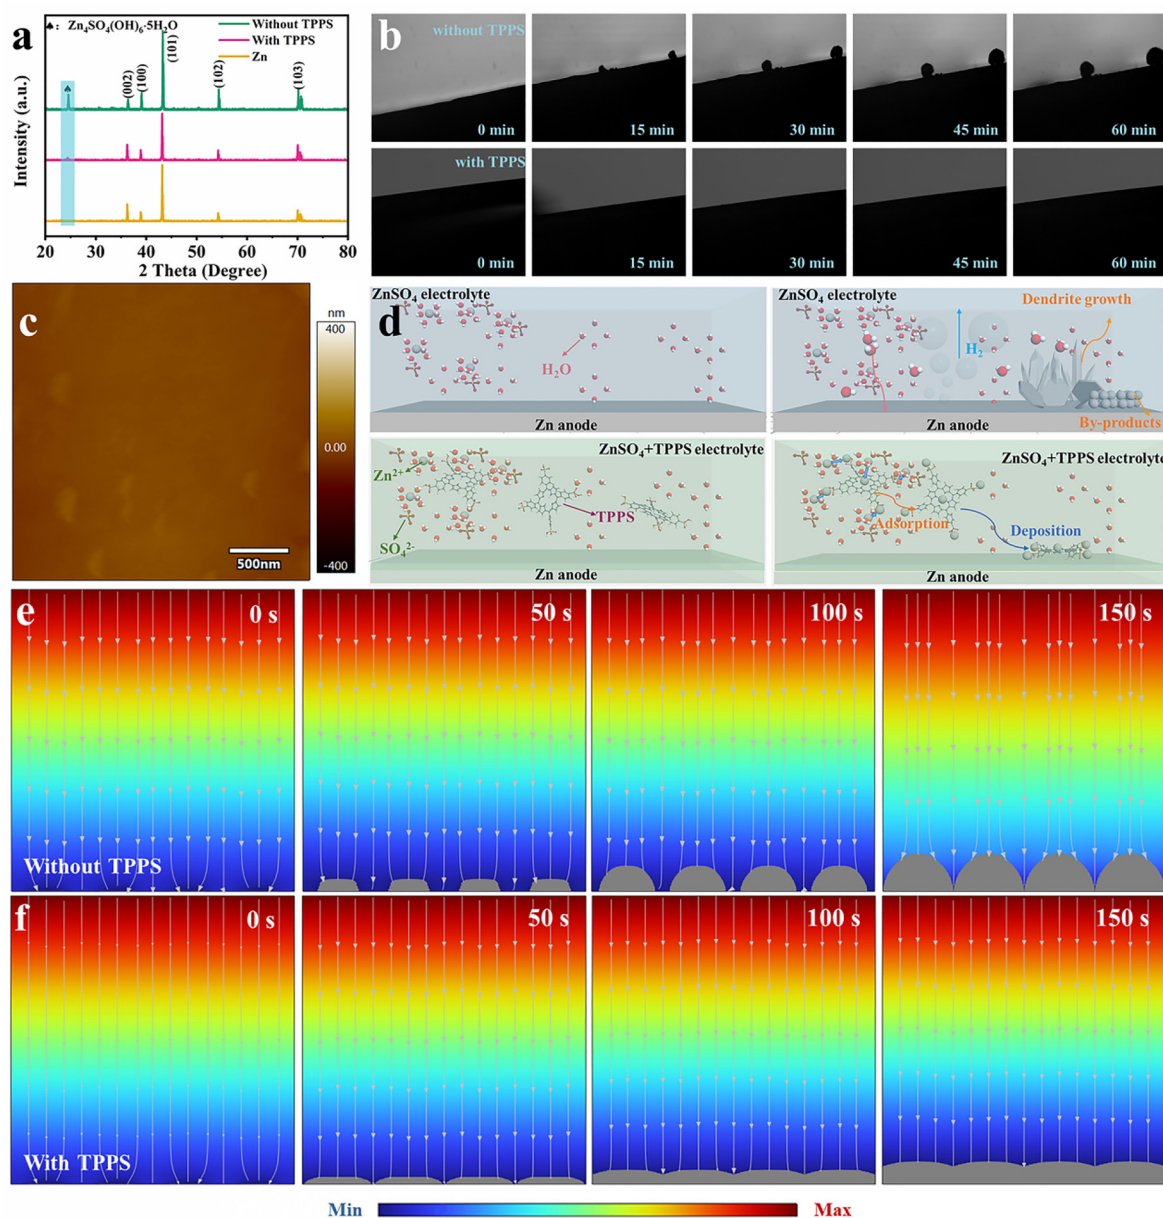 a
♠: Zn₄SO₄(OH)₆·5H₂O
Without TPPS
With TPPS
Zn
(002)
(100)
(101)
(102)
(103)
Intensity (a.u.)
20 30 40 50 60 70 80
2 Theta (Degree)
b
without TPPS
0 min
15 min
30 min
45 min
60 min
with TPPS
0 min
15 min
30 min
45 min
60 min
c
nm
400
0.00
-400
500nm
d
ZnSO₄ electrolyte
H₂O
Zn anode
ZnSO₄ electrolyte
Dendrite growth
H₂
By-products
Zn anode
ZnSO₄+TPPS electrolyte
Zn²⁺
TPPS
SO₄²⁻
Zn anode
ZnSO₄+TPPS electrolyte
Adsorption
Deposition
Zn anode
e
0 s
50 s
100 s
150 s
Without TPPS
f
0 s
50 s
100 s
150 s
With TPPS
Min
Max